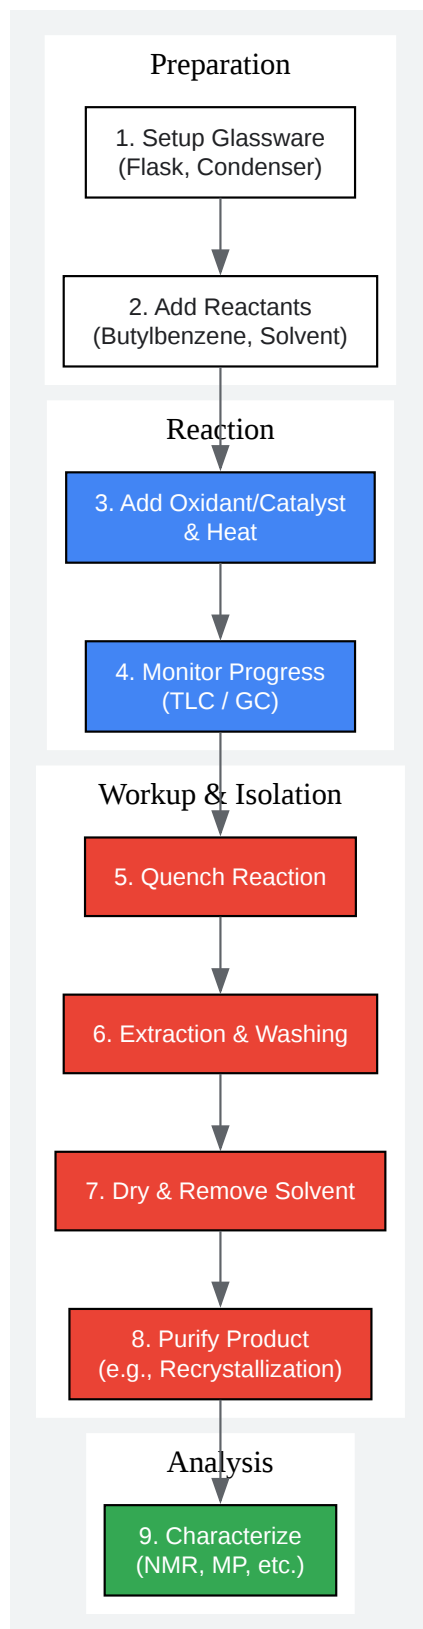 Preparation
1. Setup Glassware
(Flask, Condenser)
2. Add Reactants
(Butylbenzene, Solvent)
Reaction
3. Add Oxidant/Catalyst
& Heat
4. Monitor Progress
(TLC / GC)
Workup & Isolation
5. Quench Reaction
6. Extraction & Washing
7. Dry & Remove Solvent
8. Purify Product
(e.g., Recrystallization)
Analysis
9. Characterize
(NMR, MP, etc.)